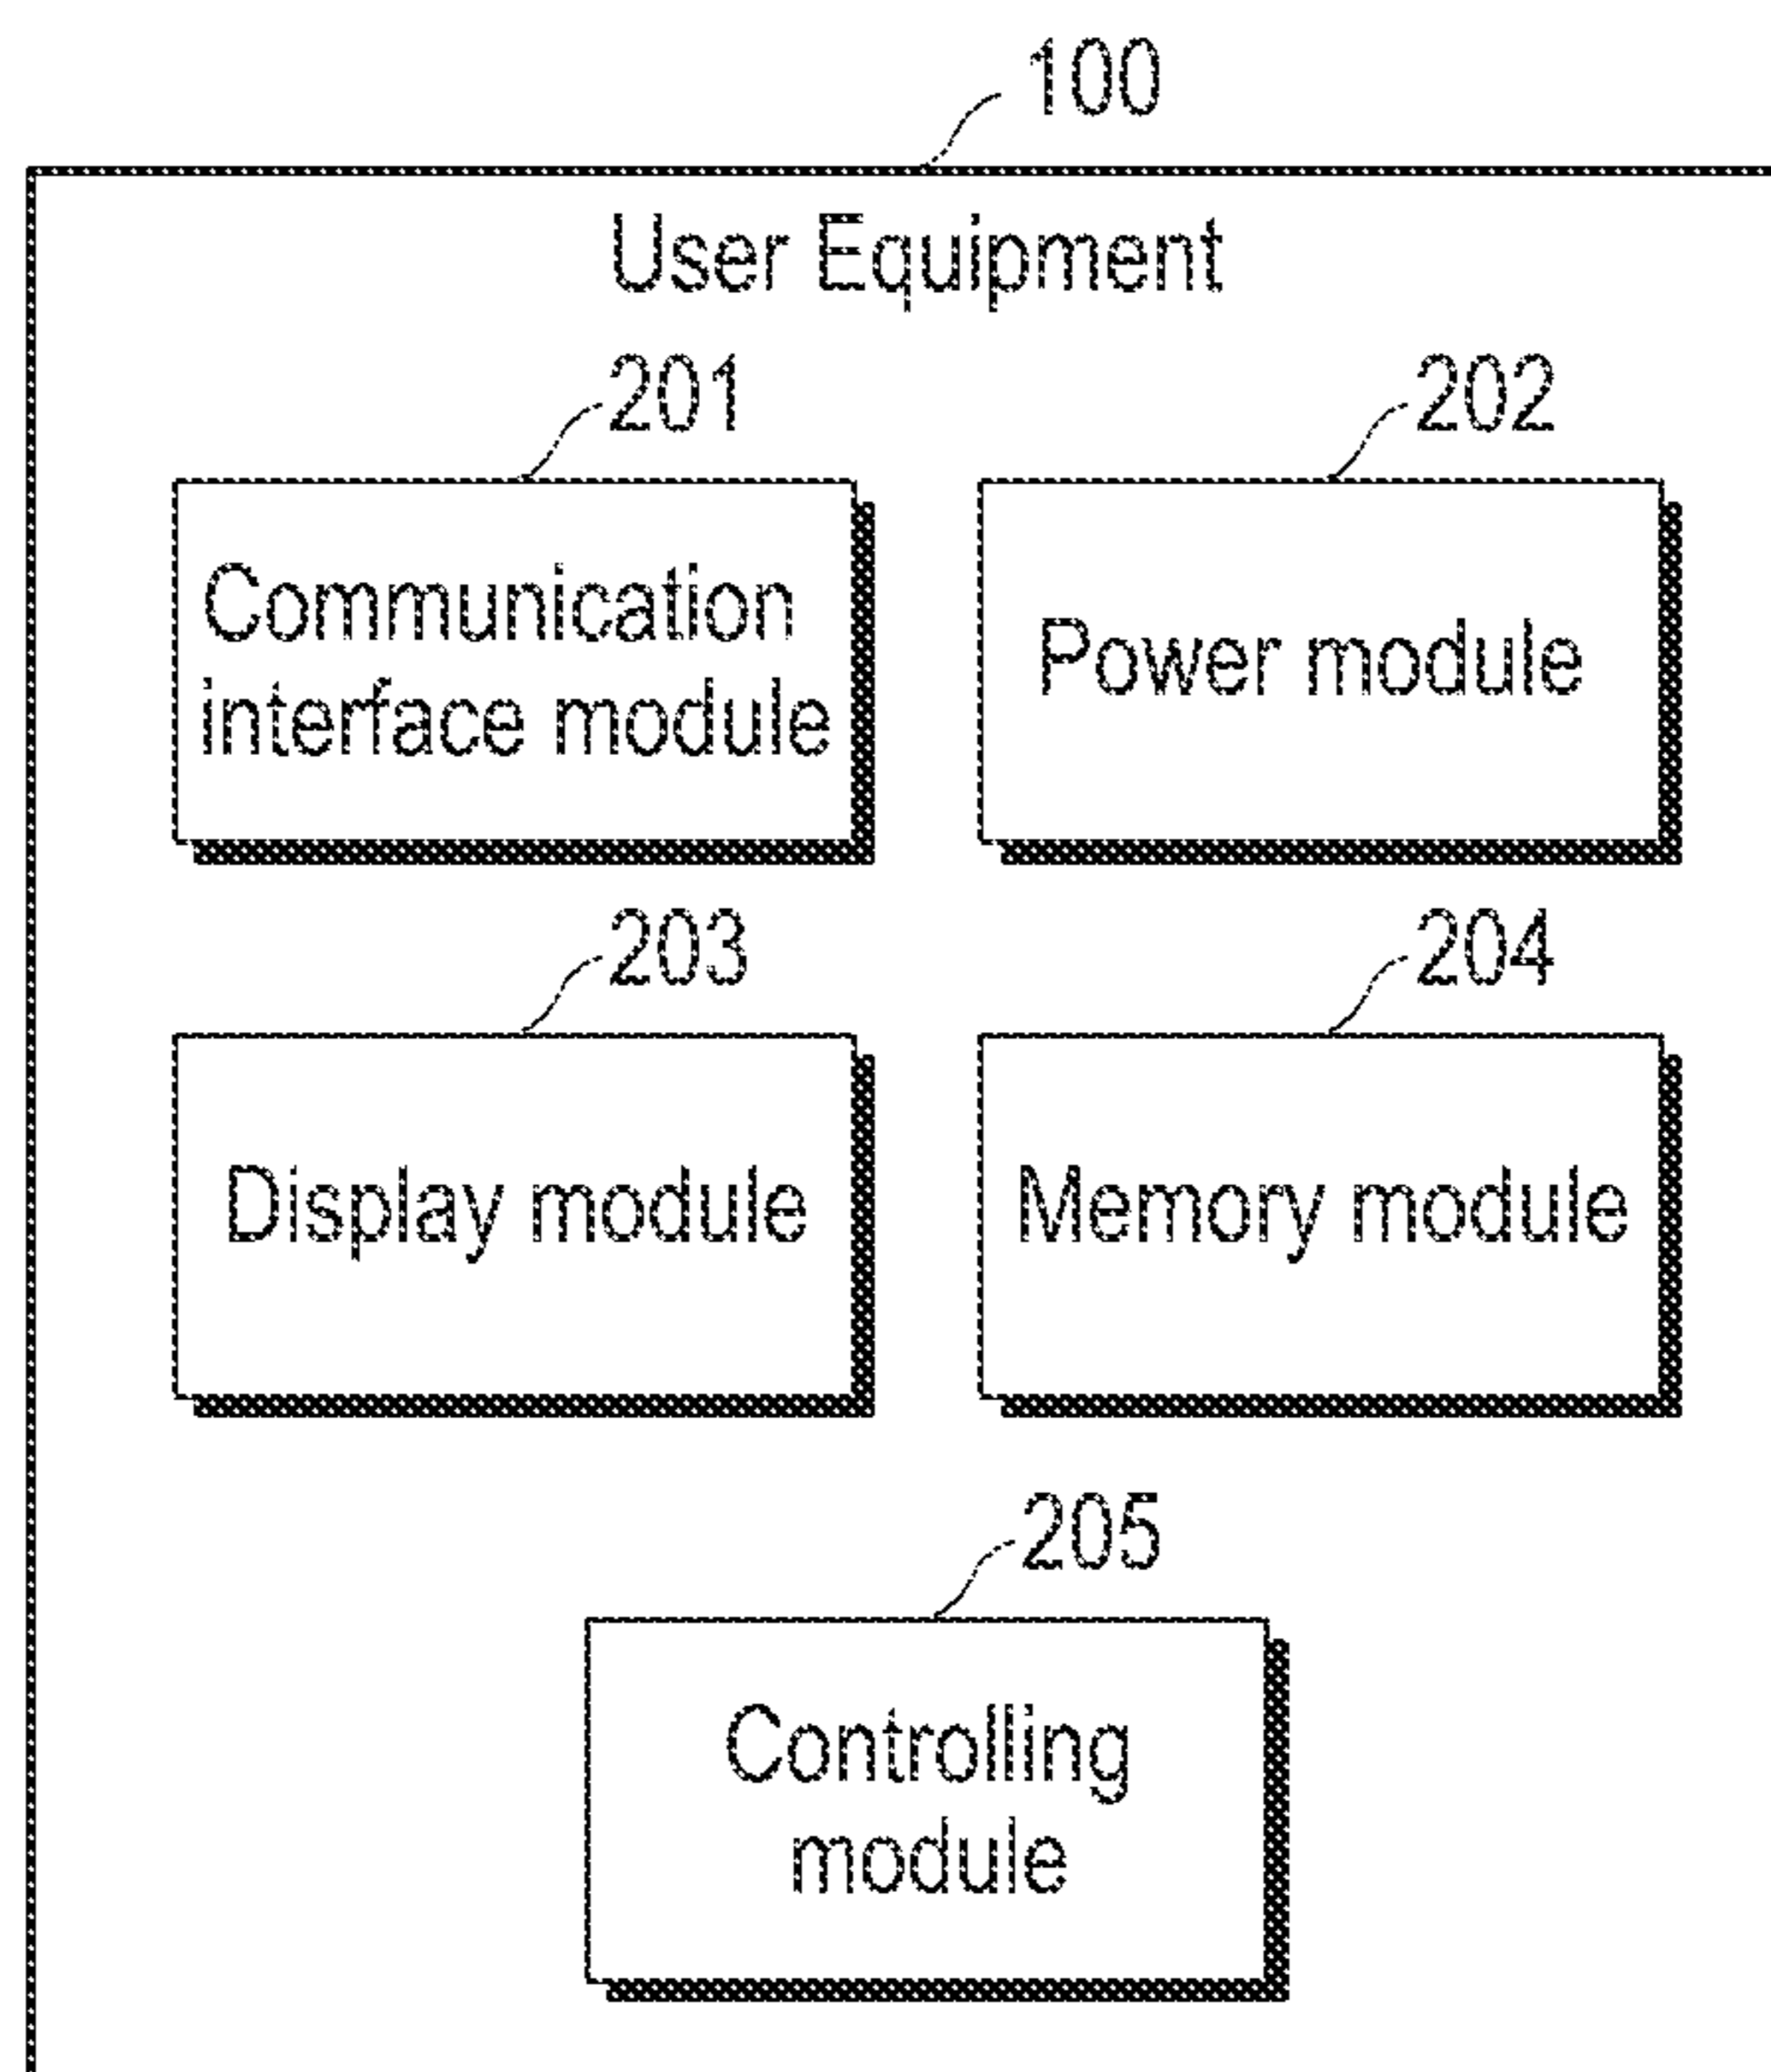 100
User Equipment
201
202
Communication
interface module
Power module
203
204
Display module
Memory module
205
Controlling
module